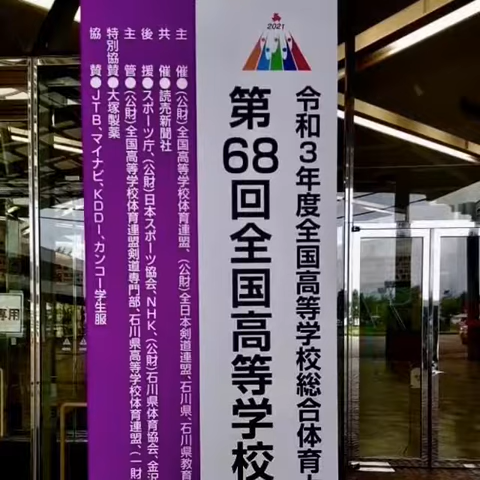 2021
令和3年度全国高等学校総合体育大
第68回全国高等学校
主催●(公財)全国高等学校体育連盟、(公財)全日本剣道連盟、石川県、石川県教育
共催●読売新聞社
後援●スポーツ庁、(公財)日本スポーツ協会、NHK、(公財)石川県体育協会、金沢
主管●(公財)全国高等学校体育連盟剣道専門部、石川県高等学校体育連盟、(一財
特別協賛●大塚製薬
協賛●JTB、マイナビ、KDDI、カンコー学生服
専用